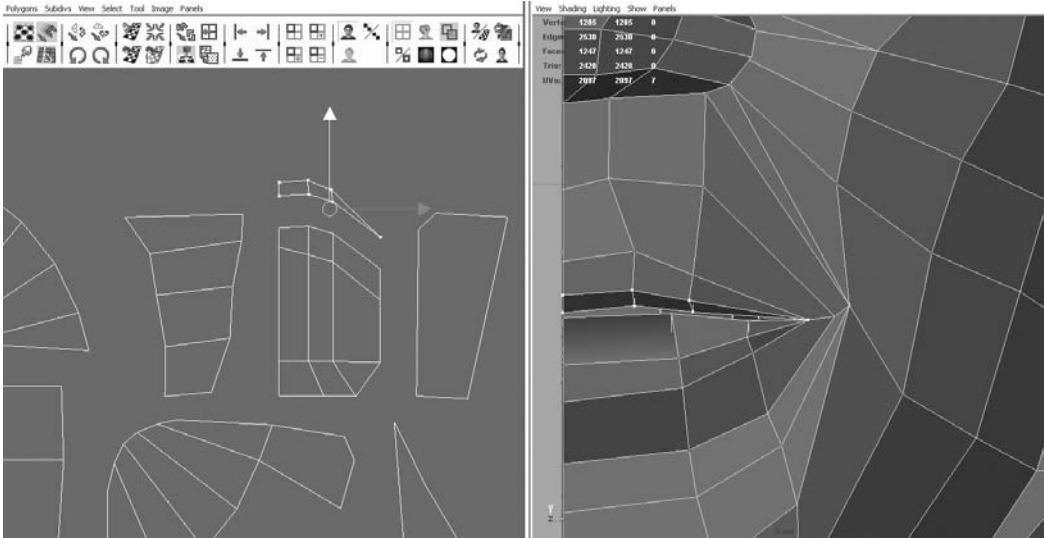 Polygons Subdivs View Select Tool Image Panels
View Shading Lighting Show Panels
Verts: 1285 1285 0
Edges: 2530 2530 0
Faces: 1247 1247 0
Tris: 2428 2428 0
UVs: 2097 2097 7
Y
Z